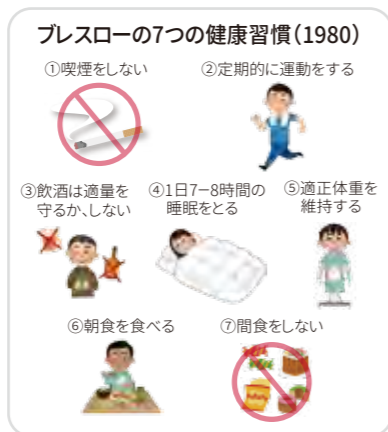 ブレスローの7つの健康習慣（1980）
①喫煙をしない
②定期的に運動をする
③飲酒は適量を
守るか、しない
④1日7−8時間の
睡眠をとる
⑤適正体重を
維持する
⑥朝食を食べる
⑦間食をしない